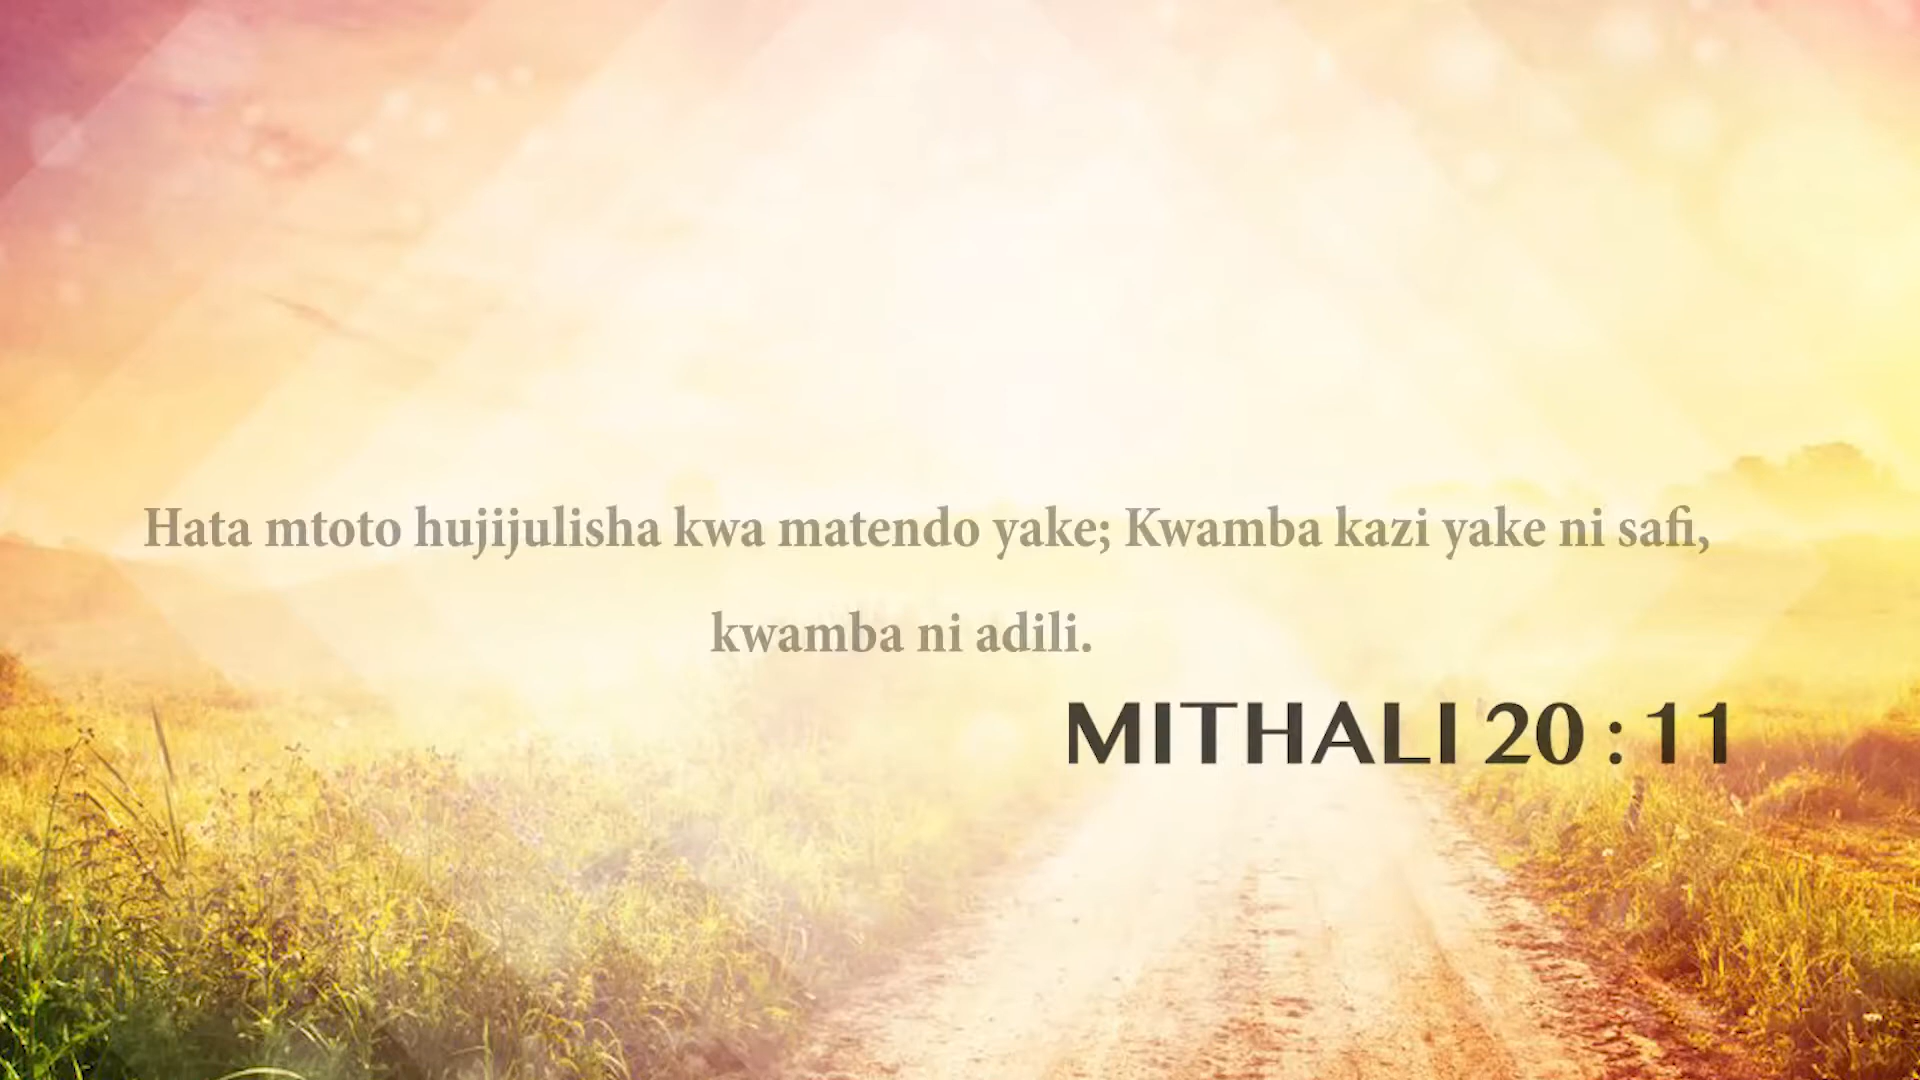 Hata mtoto hujijulisha kwa matendo yake; Kwamba kazi yake ni safi,
kwamba ni adili.
MITHALI 20 : 11